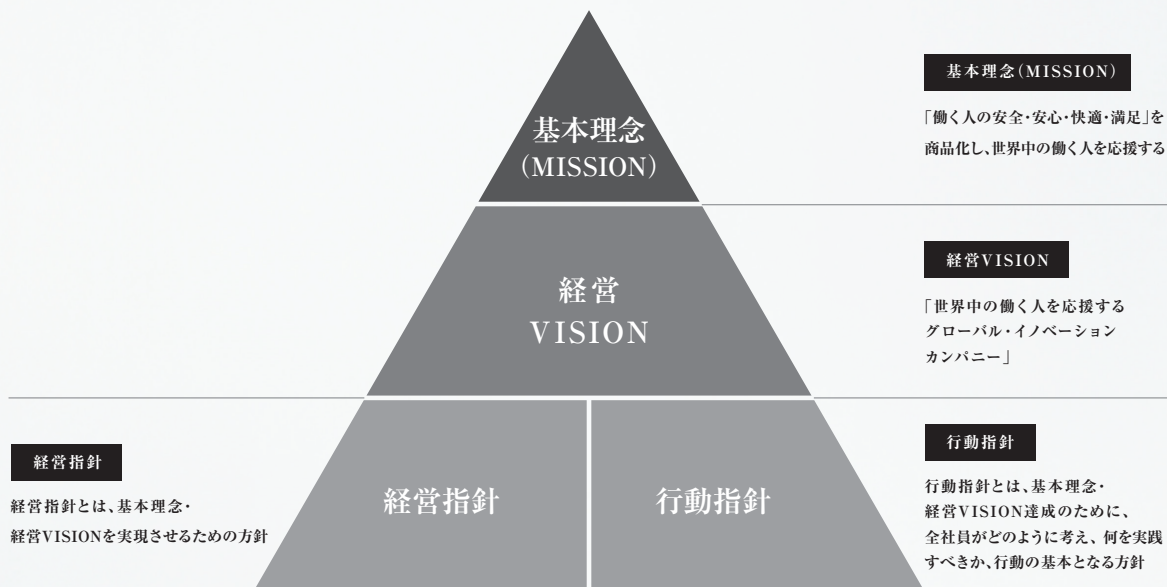 基本理念
(MISSION)
経営
VISION
経営指針
行動指針
基本理念(MISSION)
「働く人の安全・安心・快適・満足」を
商品化し、世界中の働く人を応援する
経営VISION
「世界中の働く人を応援する
グローバル・イノベーション
カンパニー」
経営指針
経営指針とは、基本理念・
経営VISIONを実現させるための方針
行動指針
行動指針とは、基本理念・
経営VISION達成のために、
全社員がどのように考え、何を実践
すべきか、行動の基本となる方針